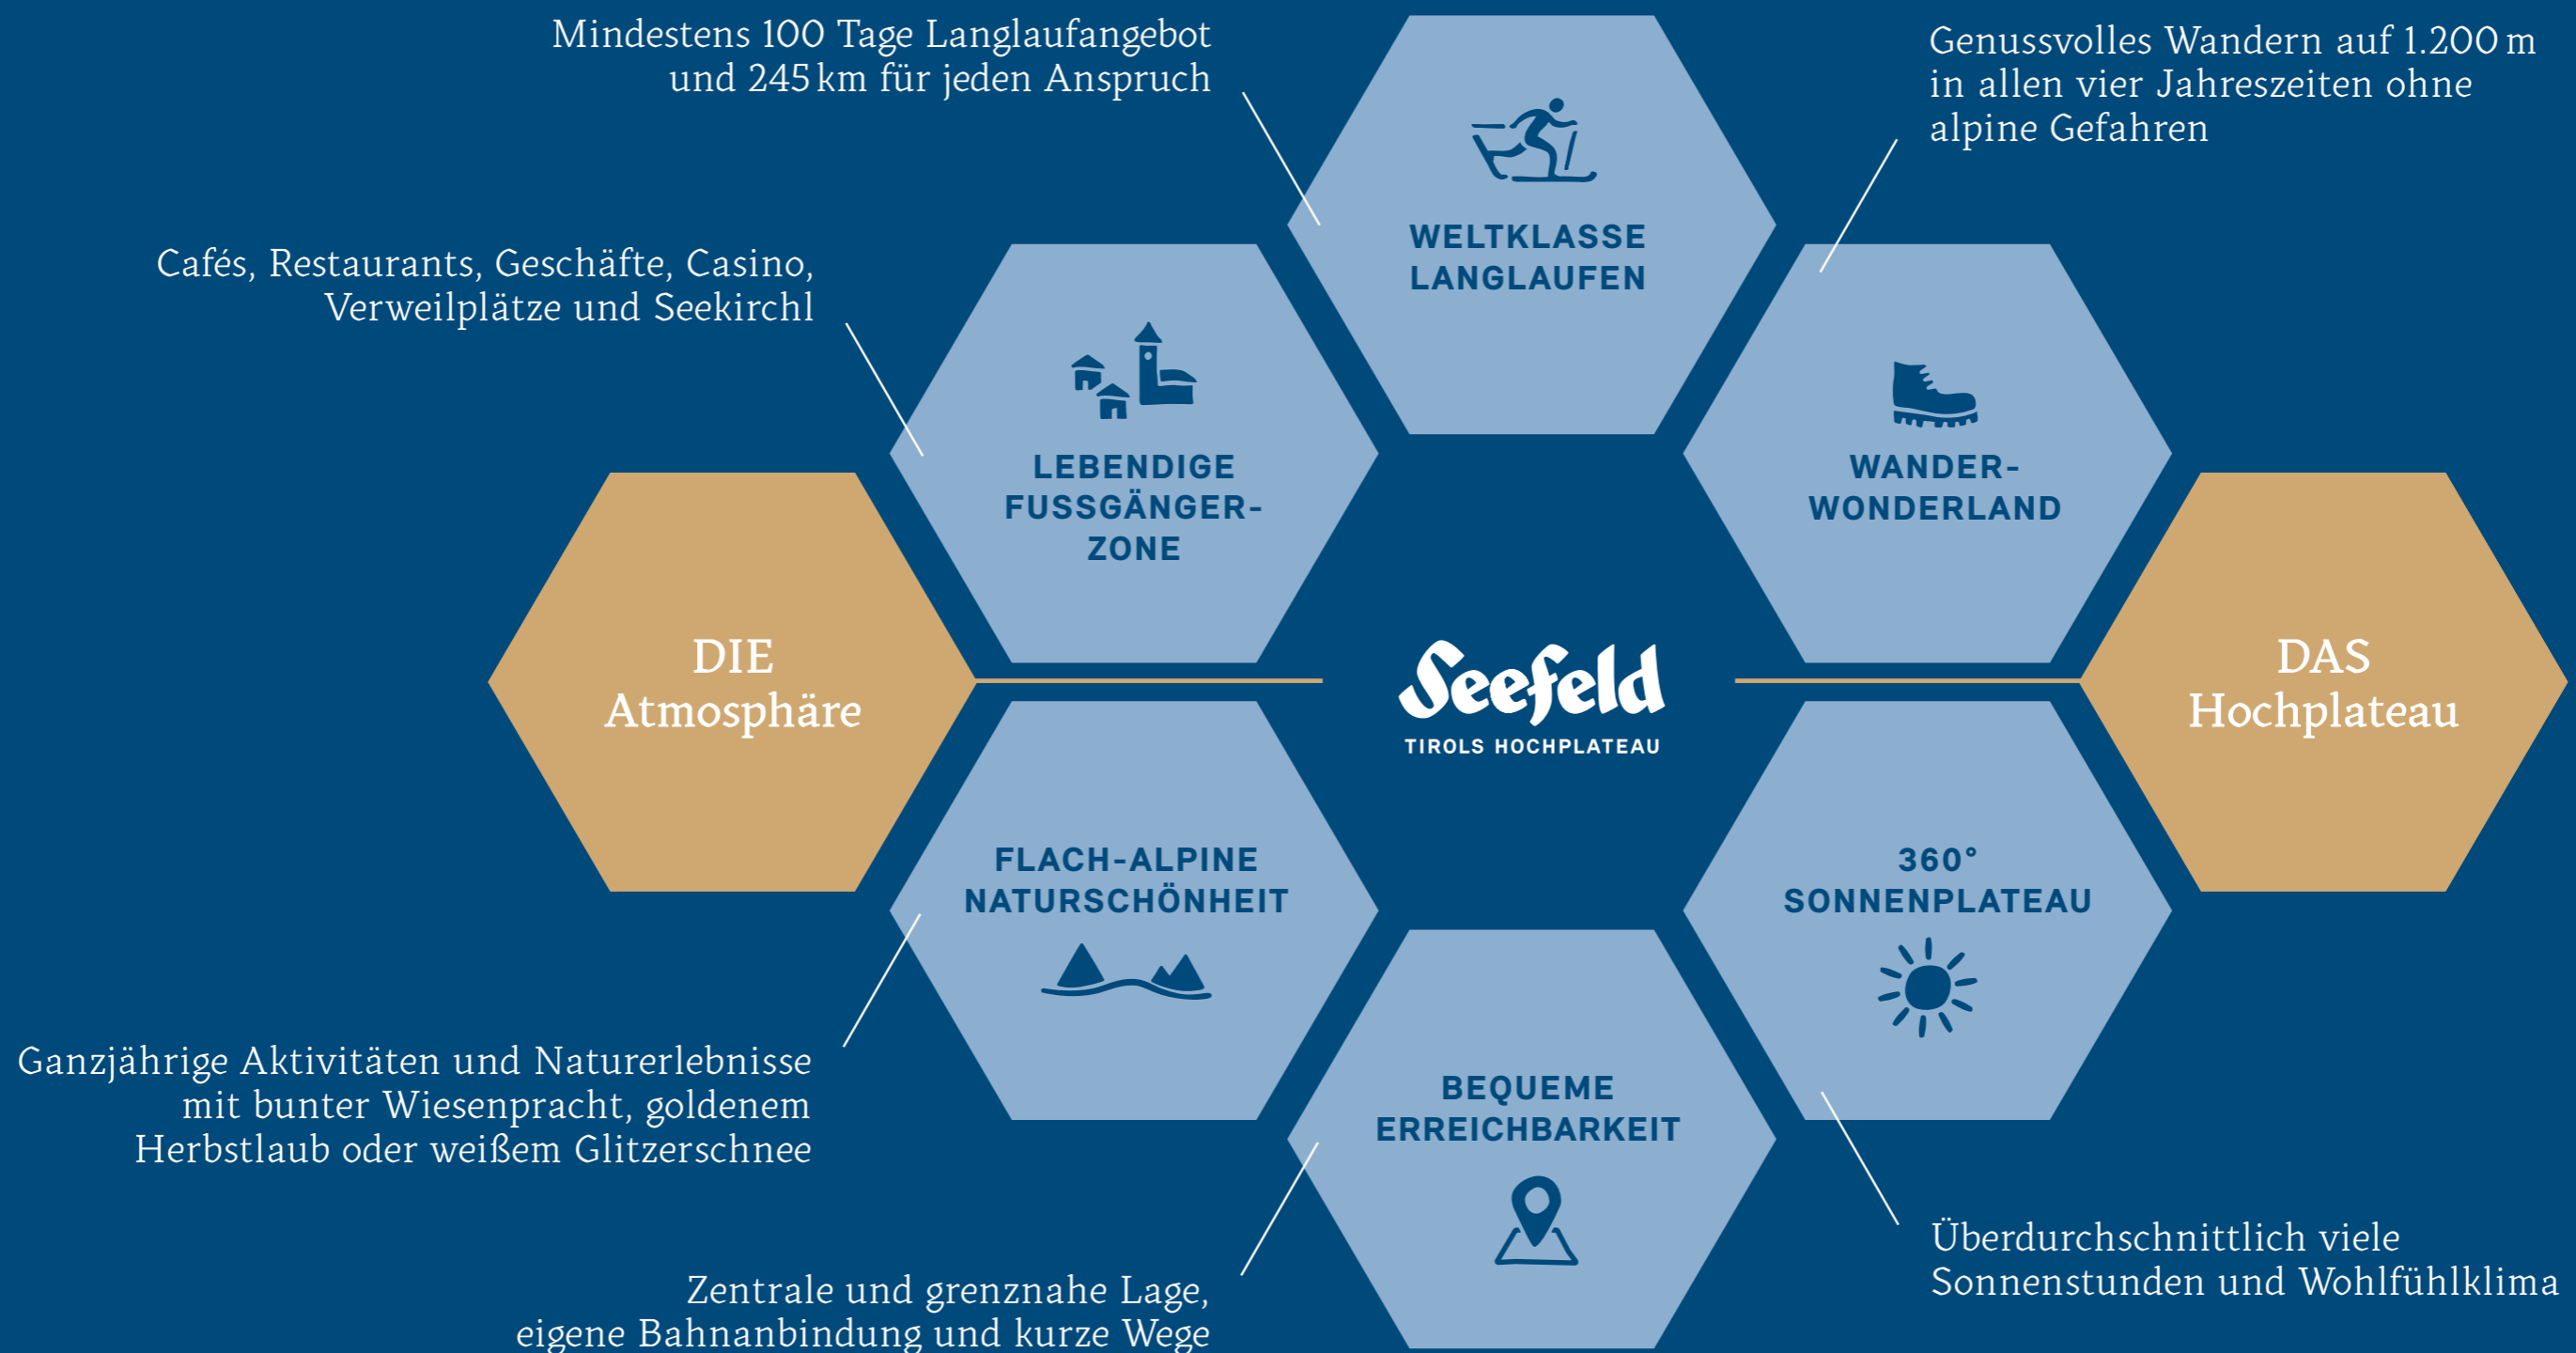 Mindestens 100 Tage Langlaufangebot
und 245 km für jeden Anspruch
WELTKLASSE
LANGLAUFEN
Genussvolles Wandern auf 1.200 m
in allen vier Jahreszeiten ohne
alpine Gefahren
Cafés, Restaurants, Geschäfte, Casino,
Verweilplätze und Seekirchl
LEBENDIGE
FUSSGÄNGER-
ZONE
WANDER-
WONDERLAND
DIE
Atmosphäre
Seefeld
TIROLS HOCHPLATEAU
DAS
Hochplateau
FLACH-ALPINE
NATURSCHÖNHEIT
360°
SONNENPLATEAU
Ganzjährige Aktivitäten und Naturerlebnisse
mit bunter Wiesenpracht, goldenem
Herbstlaub oder weißem Glitzerschnee
BEQUEME
ERREICHBARKEIT
Zentrale und grenznahe Lage,
eigene Bahnanbindung und kurze Wege
Überdurchschnittlich viele
Sonnenstunden und Wohlfühlklima